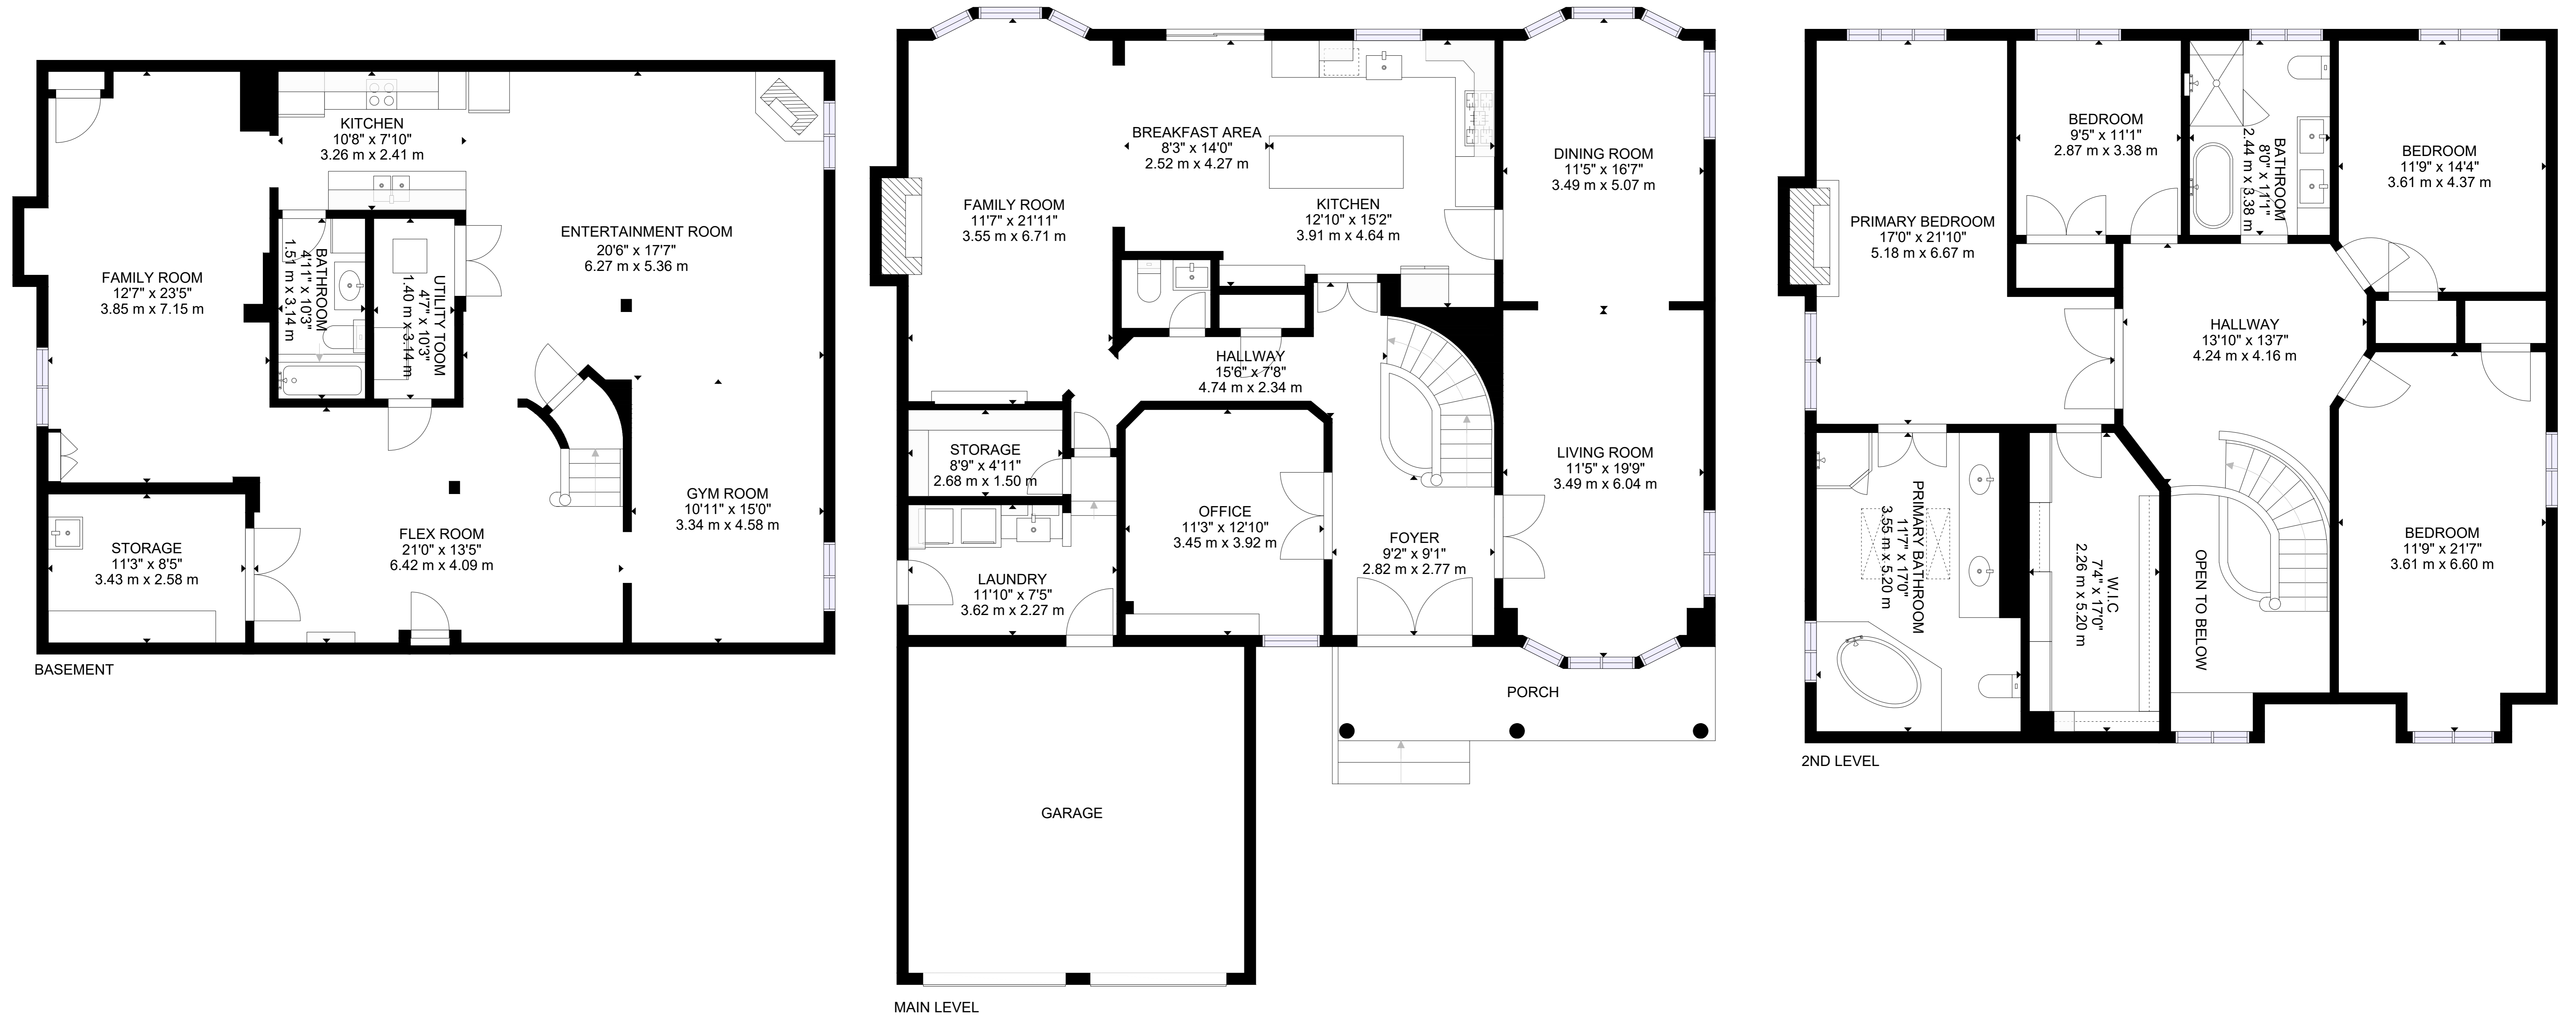 KITCHEN
10'8" x 7'10"
3.26 m x 2.41 m
ENTERTAINMENT ROOM
20'6" x 17'7"
6.27 m x 5.36 m
FAMILY ROOM
12'7" x 23'5"
3.85 m x 7.15 m
BATHROOM
4'11" x 10'3"
1.51 m x 3.14 m
UTILITY TOOM
4'7" x 10'3"
1.40 m x 3.14 m
GYM ROOM
10'11" x 15'0"
3.34 m x 4.58 m
FLEX ROOM
21'0" x 13'5"
6.42 m x 4.09 m
STORAGE
11'3" x 8'5"
3.43 m x 2.58 m
BASEMENT
BREAKFAST AREA
8'3" x 14'0"
2.52 m x 4.27 m
DINING ROOM
11'5" x 16'7"
3.49 m x 5.07 m
FAMILY ROOM
11'7" x 21'11"
3.55 m x 6.71 m
KITCHEN
12'10" x 15'2"
3.91 m x 4.64 m
HALLWAY
15'6" x 7'8"
4.74 m x 2.34 m
STORAGE
8'9" x 4'11"
2.68 m x 1.50 m
LIVING ROOM
11'5" x 19'9"
3.49 m x 6.04 m
OFFICE
11'3" x 12'10"
3.45 m x 3.92 m
FOYER
9'2" x 9'1"
2.82 m x 2.77 m
LAUNDRY
11'10" x 7'5"
3.62 m x 2.27 m
PORCH
GARAGE
MAIN LEVEL
BEDROOM
9'5" x 11'1"
2.87 m x 3.38 m
BATHROOM
8'0" x 11'1"
2.44 m x 3.38 m
BEDROOM
11'9" x 14'4"
3.61 m x 4.37 m
PRIMARY BEDROOM
17'0" x 21'10"
5.18 m x 6.67 m
HALLWAY
13'10" x 13'7"
4.24 m x 4.16 m
PRIMARY BATHROOM
11'7" x 17'0"
3.55 m x 5.20 m
W.I.C
7'4" x 17'0"
2.26 m x 5.20 m
OPEN TO BELOW
BEDROOM
11'9" x 21'7"
3.61 m x 6.60 m
2ND LEVEL